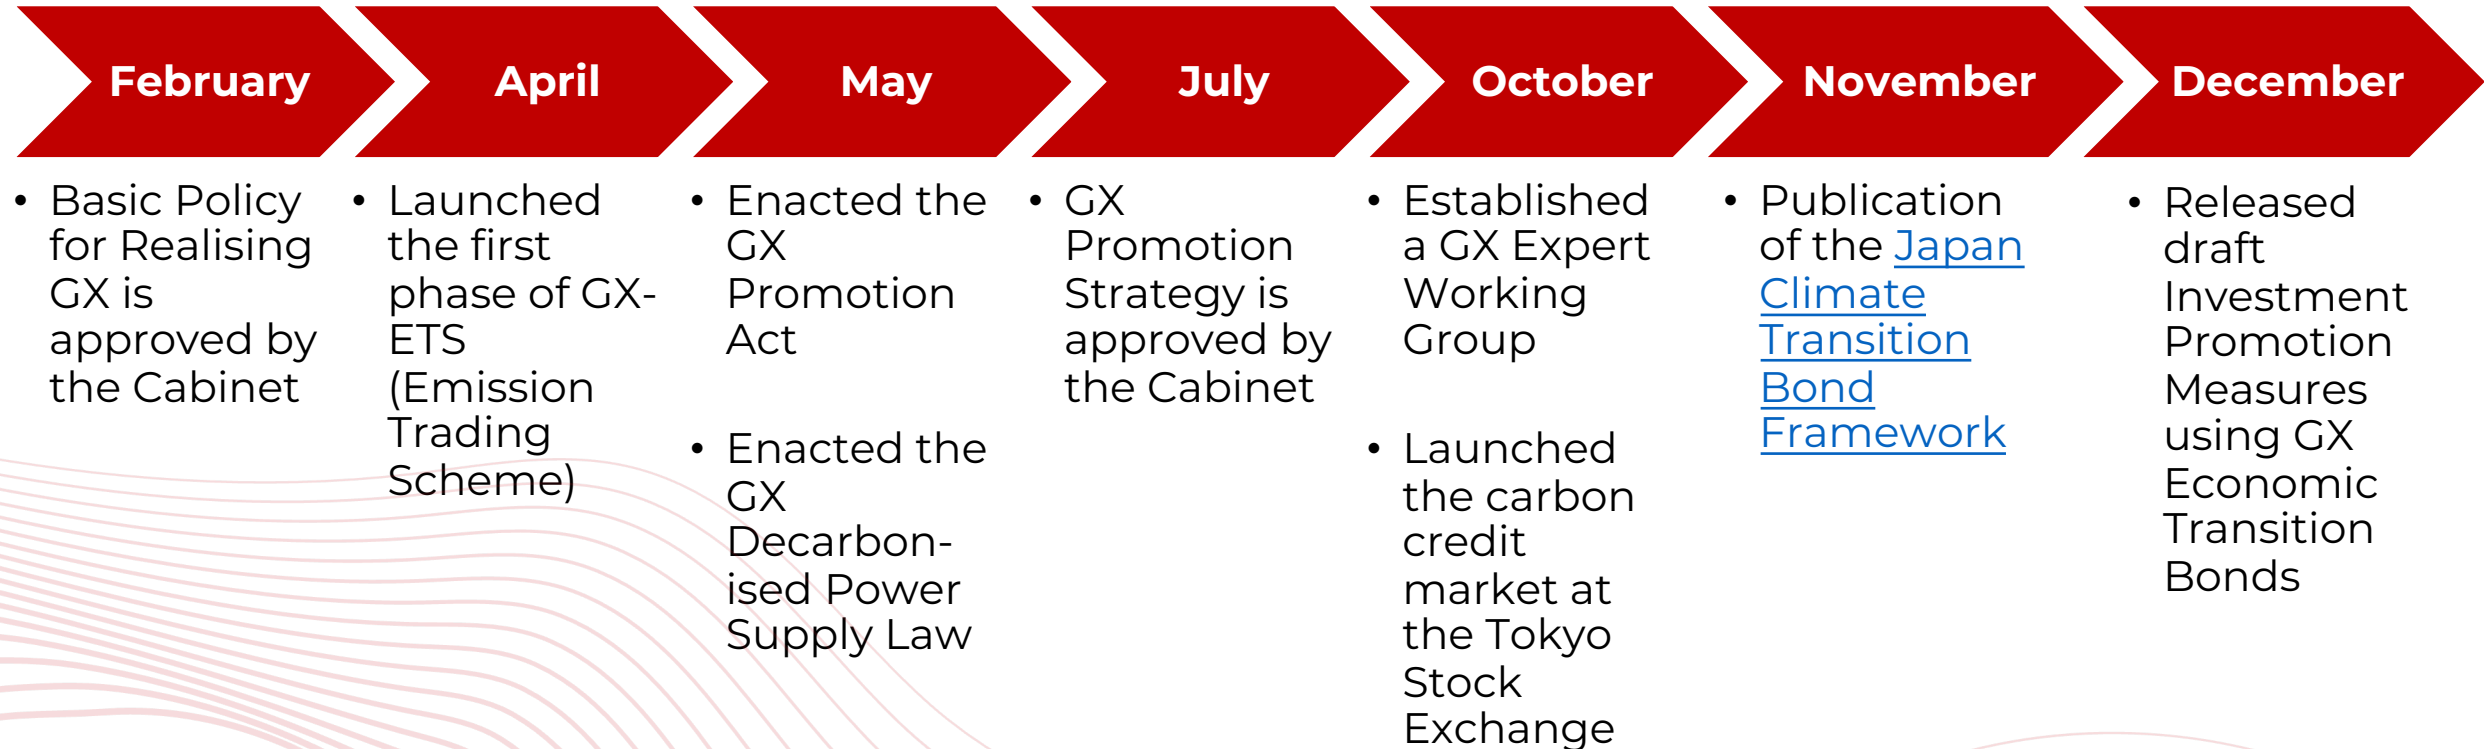 February
April
May
July
October
November
December
• Basic Policy
for Realising
GX is
approved by
the Cabinet
• Launched
the first
phase of GX-
ETS
(Emission
Trading
Scheme)
• Enacted the
GX
Promotion
Act
• Enacted the
GX
Decarbon-
ised Power
Supply Law
• GX
Promotion
Strategy is
approved by
the Cabinet
• Established
a GX Expert
Working
Group
• Launched
the carbon
credit
market at
the Tokyo
Stock
Exchange
• Publication
of the Japan
Climate
Transition
Bond
Framework
• Released
draft
Investment
Promotion
Measures
using GX
Economic
Transition
Bonds